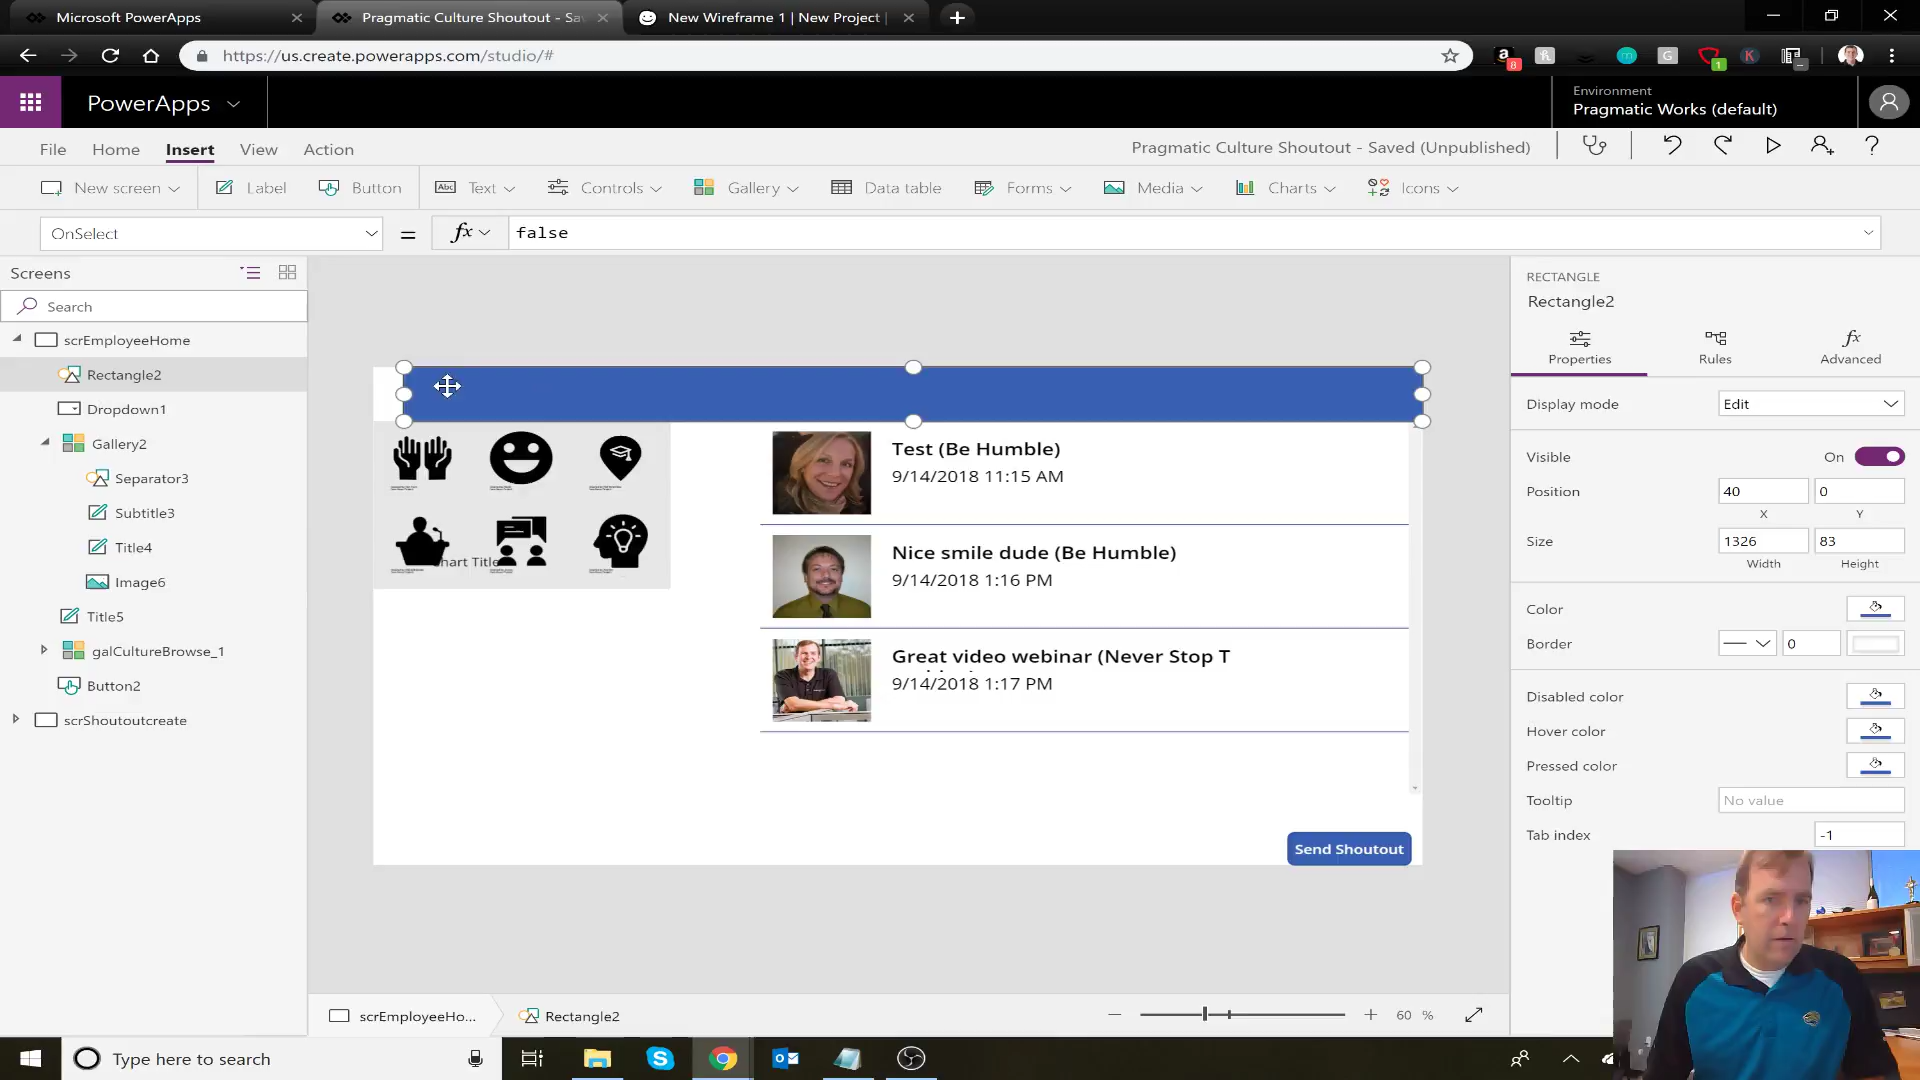 Microsoft PowerApps
Pragmatic Culture Shoutout - Sav
New Wireframe 1 | New Project |
https://us.create.powerapps.com/studio/#
8
1
PowerApps
Environment
Pragmatic Works (default)
File
Home
Insert
View
Action
Pragmatic Culture Shoutout - Saved (Unpublished)
New screen
Label
Button
Abc
Text
Controls
Gallery
Data table
Forms
Media
Charts
Icons
OnSelect
=
fx
false
Screens
Search
scrEmployeeHome
Rectangle2
Dropdown1
Gallery2
Separator3
Subtitle3
Title4
Image6
Title5
galCultureBrowse_1
Button2
scrShoutoutcreate
hart Title
Test (Be Humble)
9/14/2018 11:15 AM
Nice smile dude (Be Humble)
9/14/2018 1:16 PM
Great video webinar (Never Stop T
9/14/2018 1:17 PM
Send Shoutout
RECTANGLE
Rectangle2
Properties
Rules
fx
Advanced
Display mode
Edit
Visible
On
Position
40
0
X
Y
Size
1326
83
Width
Height
Color
Border
0
Disabled color
Hover color
Pressed color
Tooltip
No value
Tab index
-1
scrEmployeeHo...
Rectangle2
60 %
Type here to search